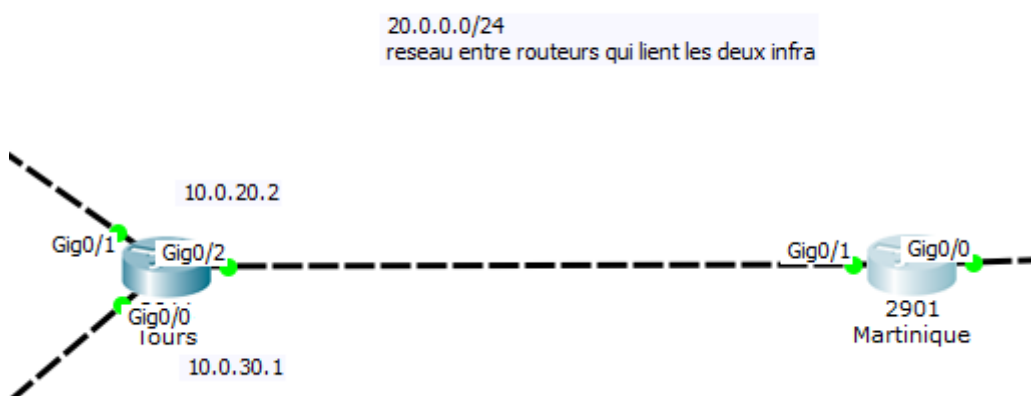 20.0.0.0/24
reseau entre routeurs qui lient les deux infra
10.0.20.2
Gig0/1
Gig0/2
Gig0/1
Gig0/0
Gig0/0
2901
Tours
Martinique
10.0.30.1